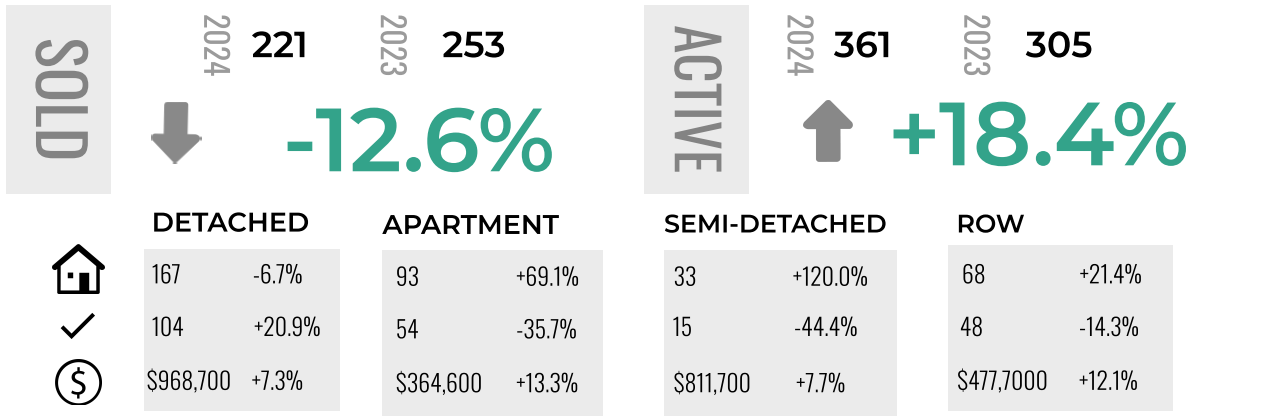 SOLD
2024 221 2023 253
-12.6%
ACTIVE
2024 361 2023 305
+18.4%
DETACHED
167 -6.7%
104 +20.9%
$968,700 +7.3%
APARTMENT
93 +69.1%
54 -35.7%
$364,600 +13.3%
SEMI-DETACHED
33 +120.0%
15 -44.4%
$811,700 +7.7%
ROW
68 +21.4%
48 -14.3%
$477,7000 +12.1%